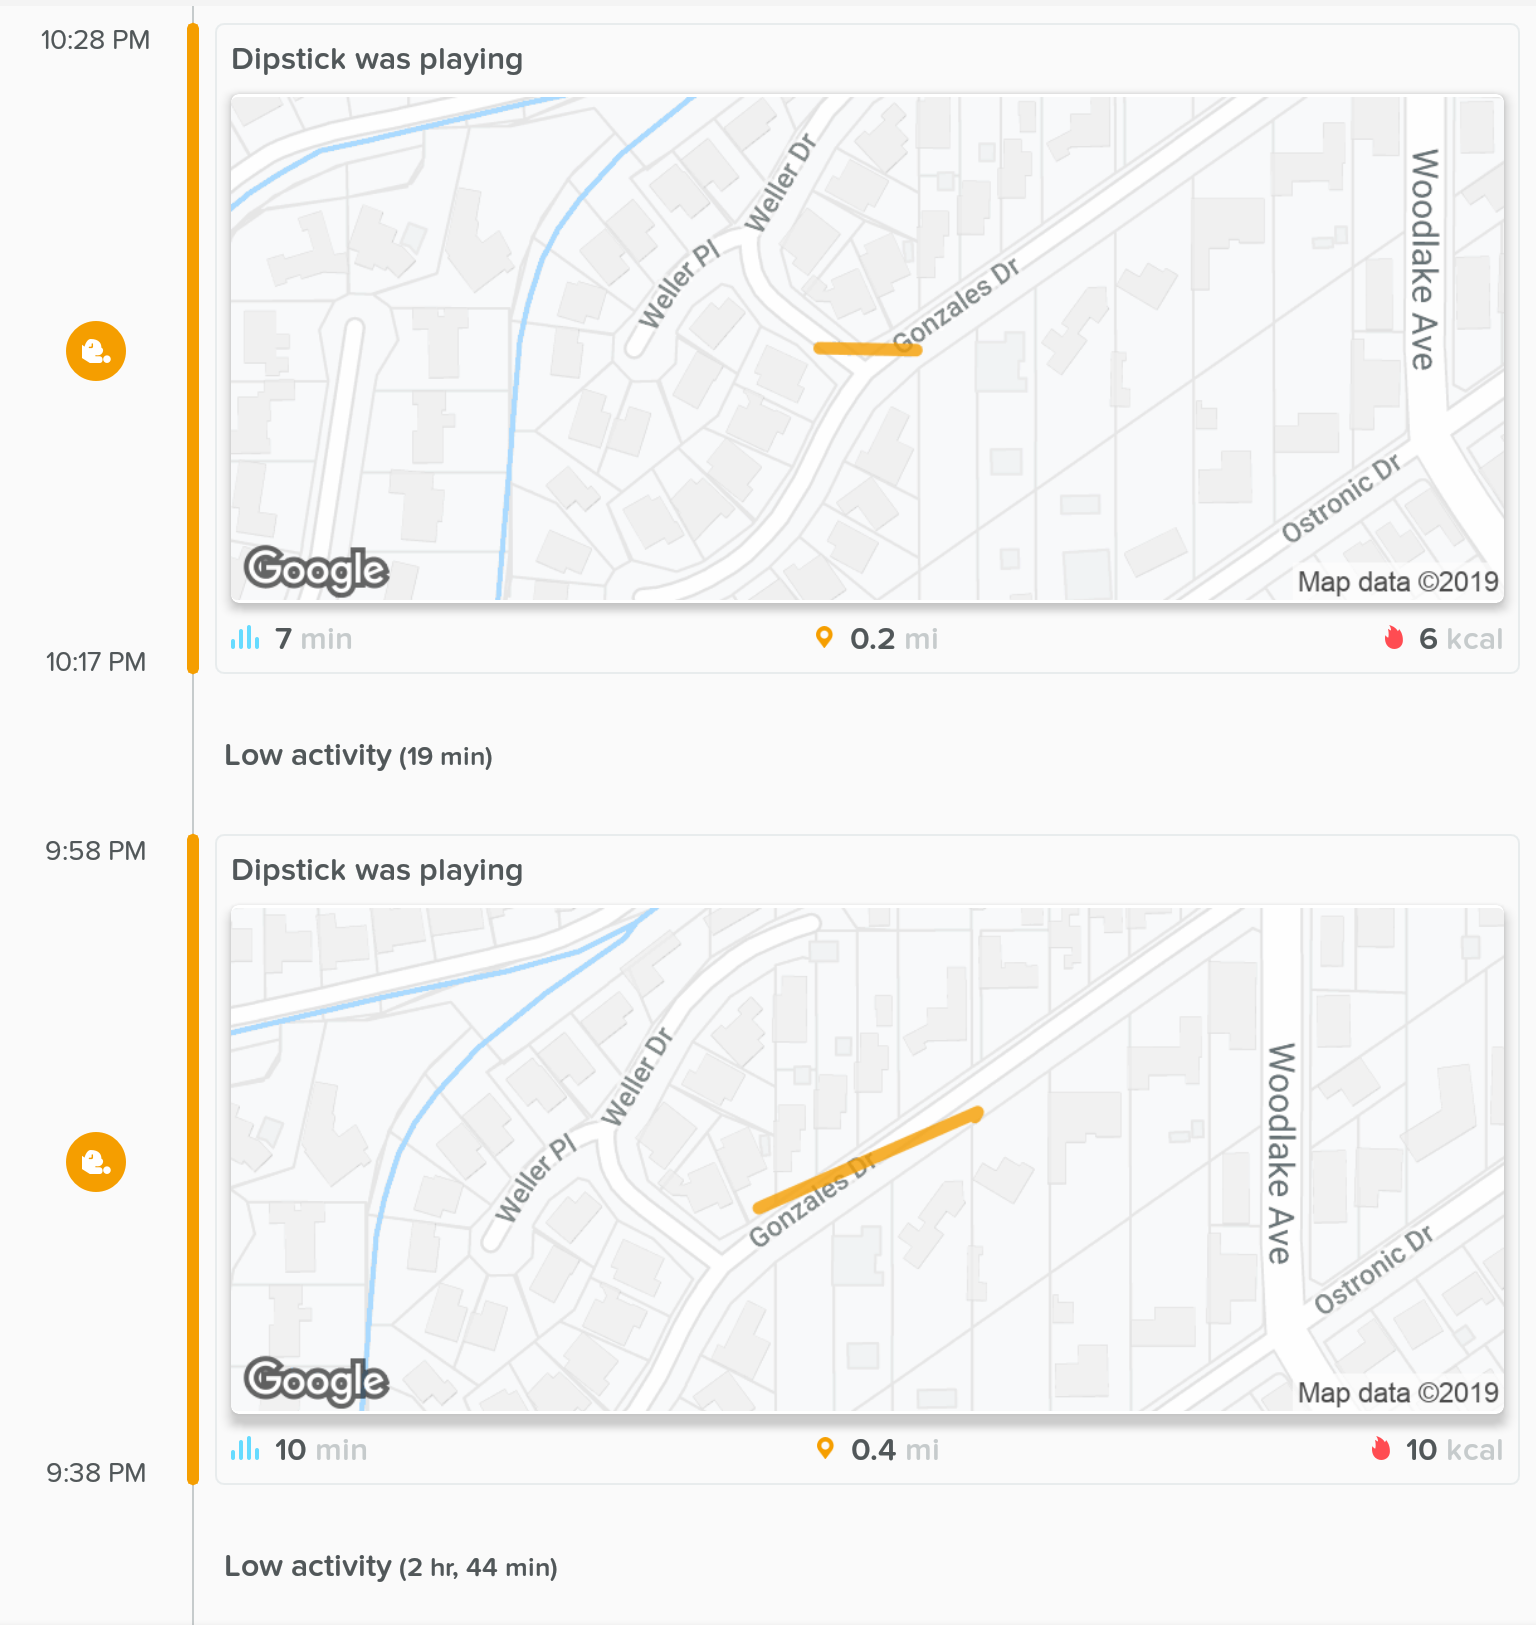 10:28 PM
Dipstick was playing
Weller Dr
Weller Pl
Gonzales Dr
Woodlake Ave
Ostronic Dr
Google
Map data ©2019
7 min
0.2 mi
6 kcal
10:17 PM
Low activity (19 min)
9:58 PM
Dipstick was playing
Weller Dr
Weller Pl
Gonzales Dr
Woodlake Ave
Ostronic Dr
Google
Map data ©2019
10 min
0.4 mi
10 kcal
9:38 PM
Low activity (2 hr, 44 min)